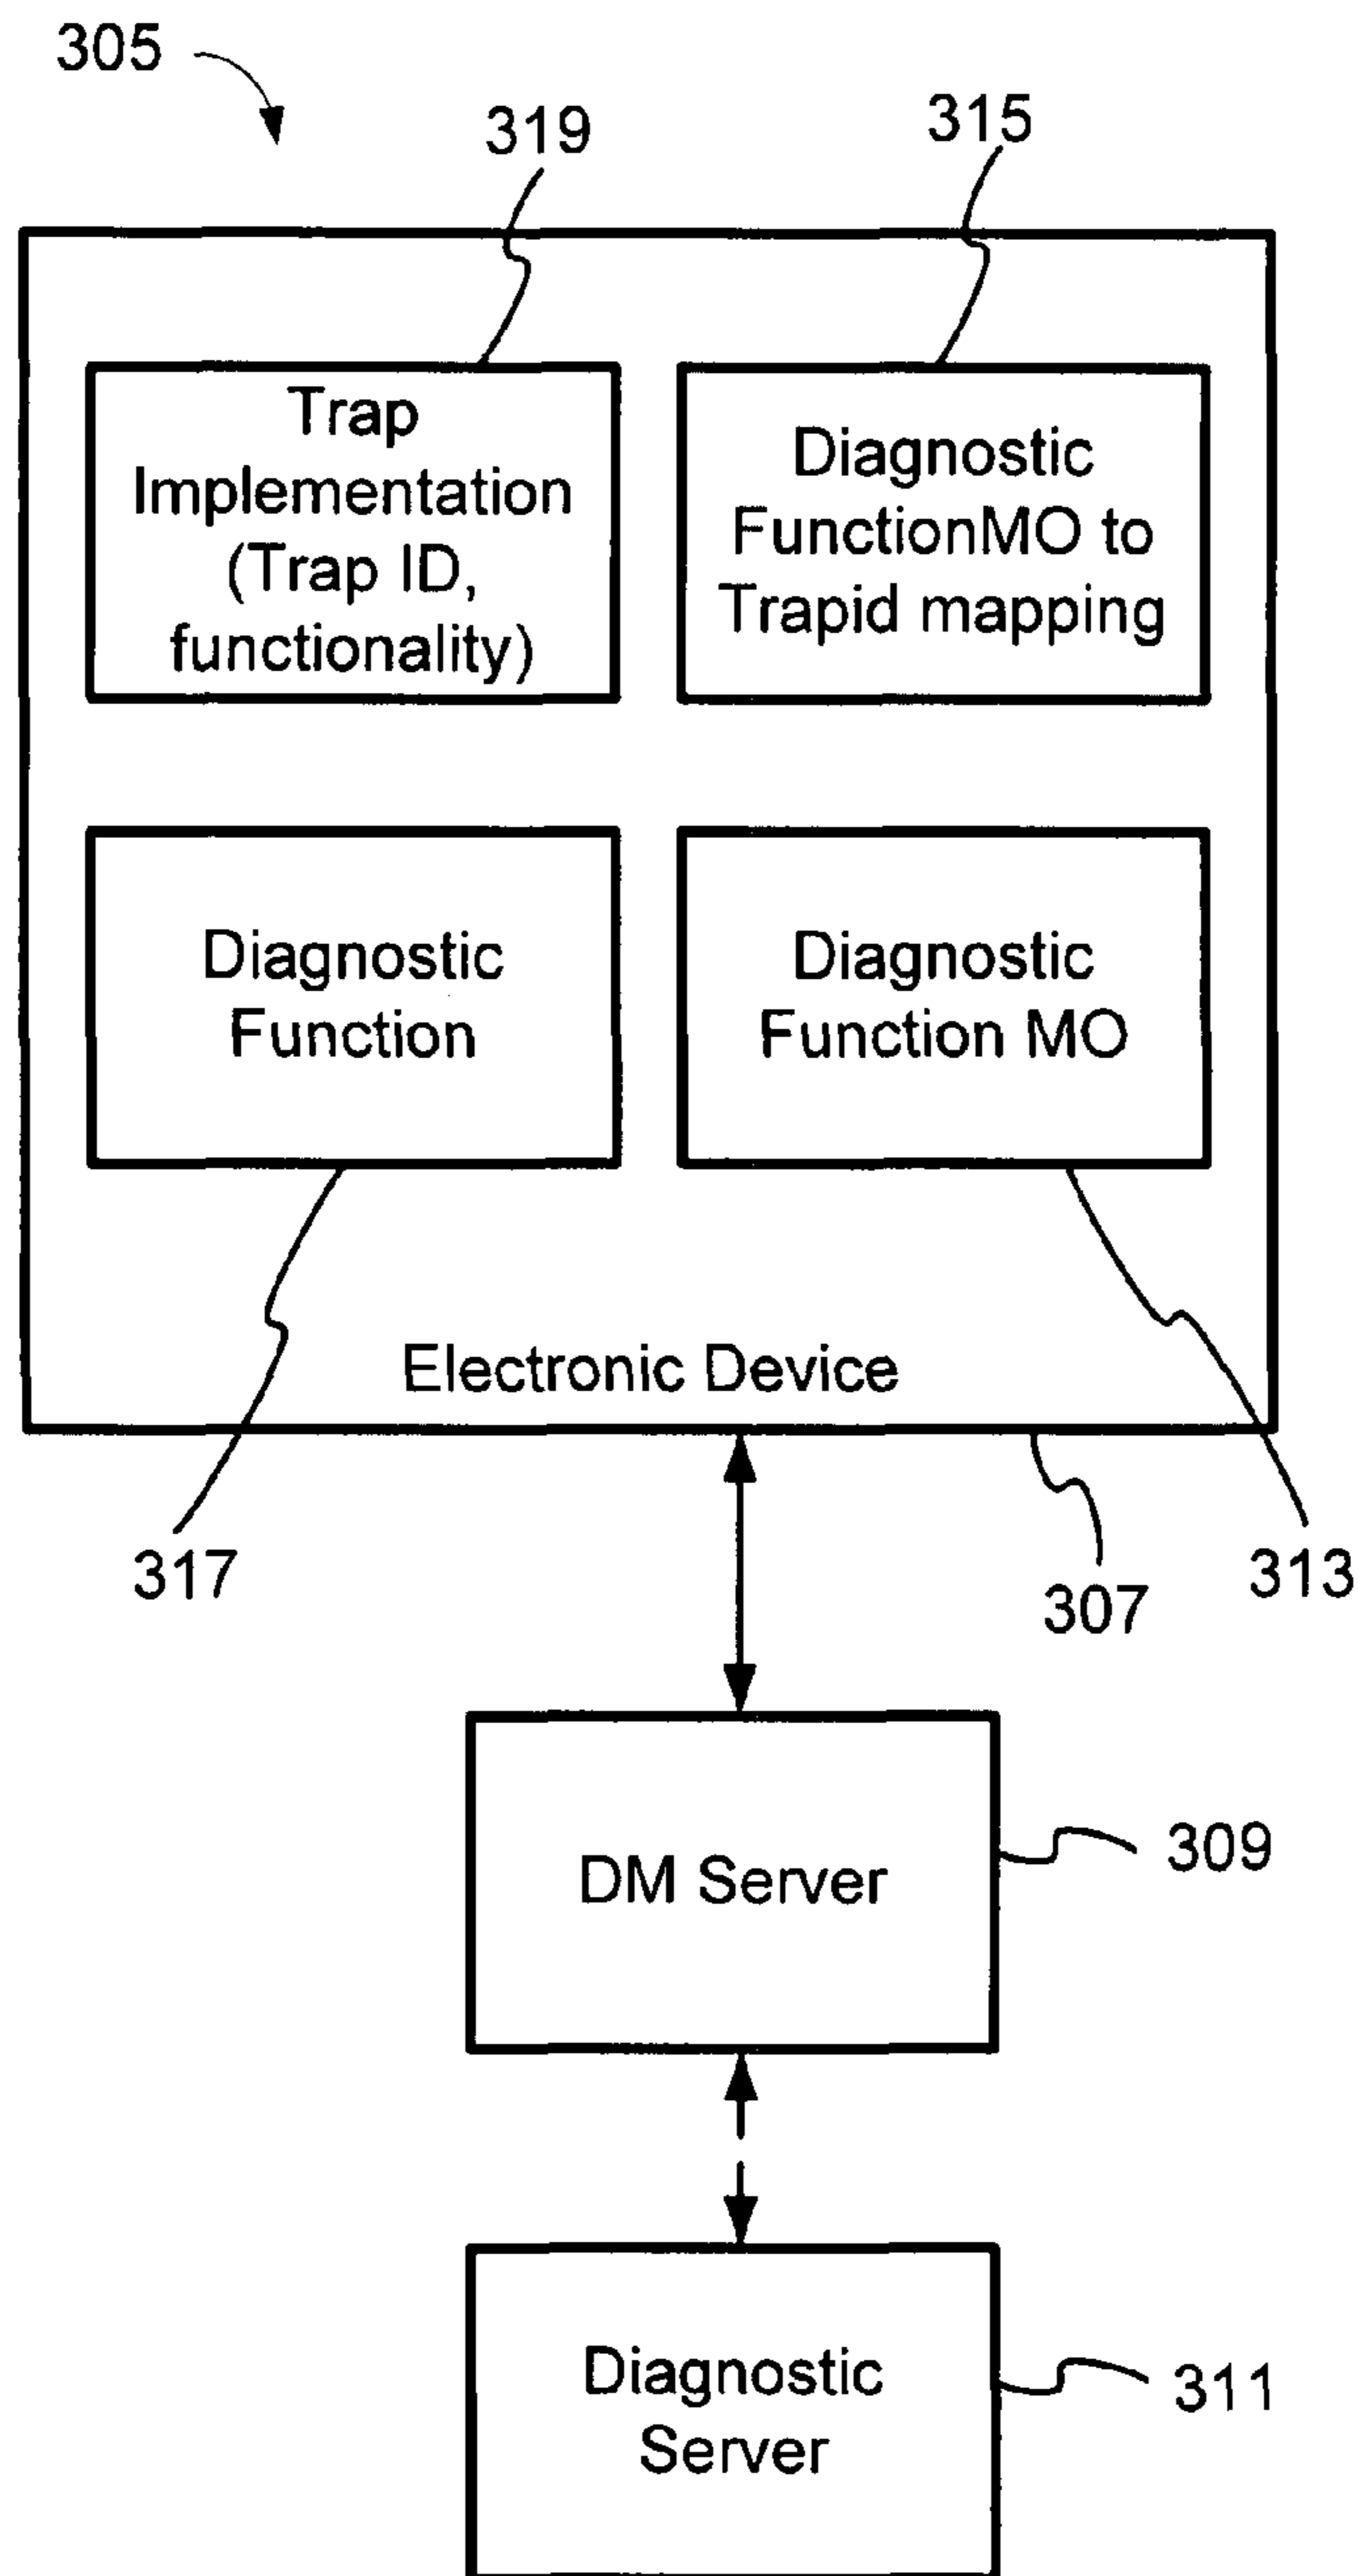 305
319
315
Trap
Implementation
(Trap ID,
functionality)
Diagnostic
FunctionMO to
Trapid mapping
Diagnostic
Function
Diagnostic
Function MO
Electronic Device
317
307
313
DM Server
309
Diagnostic
Server
311